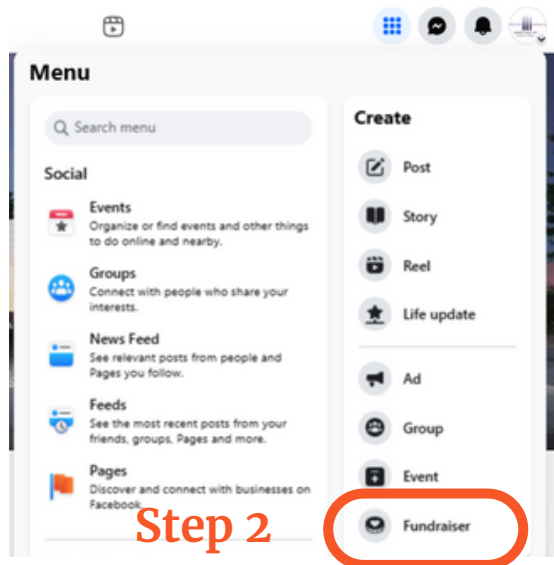 Menu
Search menu
Social
Events
Organize or find events and other things
to do online and nearby.
Groups
Connect with people who share your
interests.
News Feed
See relevant posts from people and
Pages you follow.
Feeds
See the most recent posts from your
friends, groups, Pages and more.
Pages
Discover and connect with businesses on
Facebook.
Create
Post
Story
Reel
Life update
Ad
Group
Event
Fundraiser
Step 2